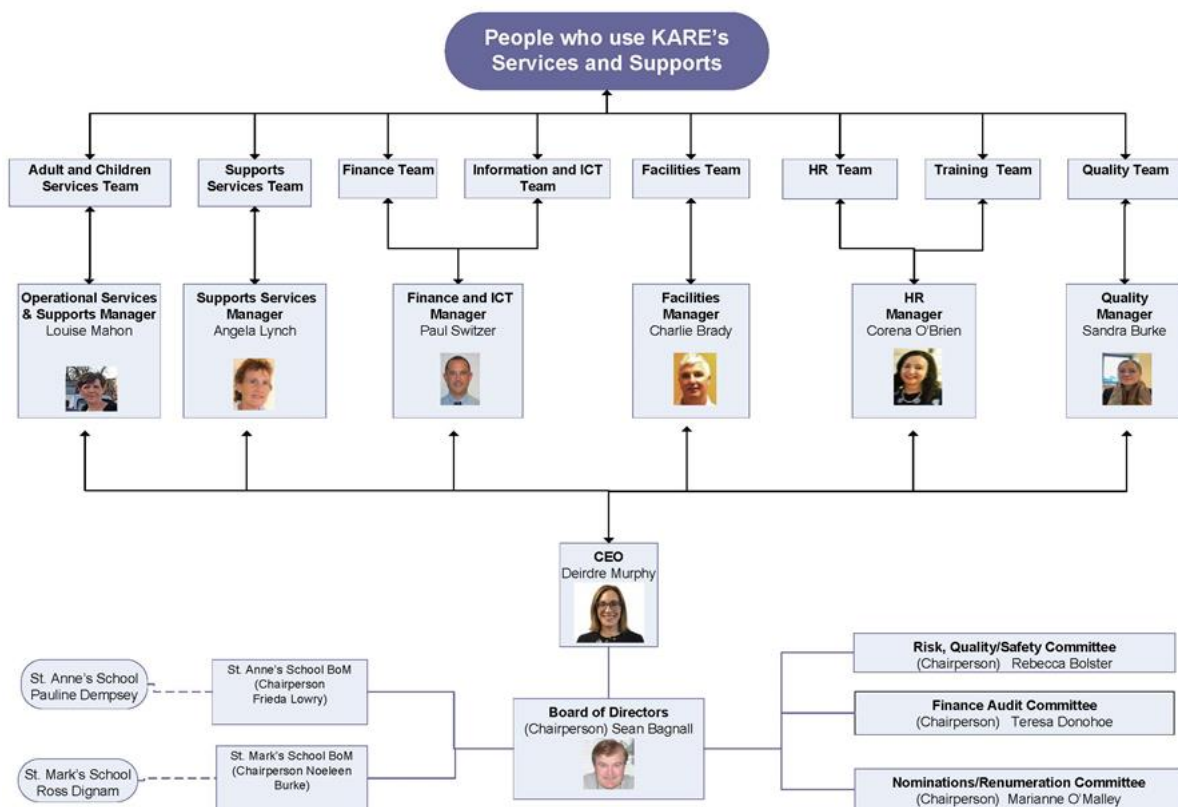 People who use KARE's
Services and Supports
Adult and Children
Services Team
Supports
Services Team
Finance Team
Information and ICT
Team
Facilities Team
HR Team
Training Team
Quality Team
Operational Services
& Supports Manager
Louise Mahon
Supports Services
Manager
Angela Lynch
Finance and ICT
Manager
Paul Switzer
Facilities
Manager
Charlie Brady
HR
Manager
Corena O'Brien
Quality
Manager
Sandra Burke
CEO
Deirdre Murphy
St. Anne's School
Pauline Dempsey
St. Anne's School BoM
(Chairperson
Frieda Lowry)
St. Mark's School
Ross Dignam
St. Mark's School BoM
(Chairperson Noeleen
Burke)
Board of Directors
(Chairperson) Sean Bagnall
Risk, Quality/Safety Committee
(Chairperson) Rebecca Bolster
Finance Audit Committee
(Chairperson) Teresa Donohoe
Nominations/Renumeration Committee
(Chairperson) Marianne O'Malley